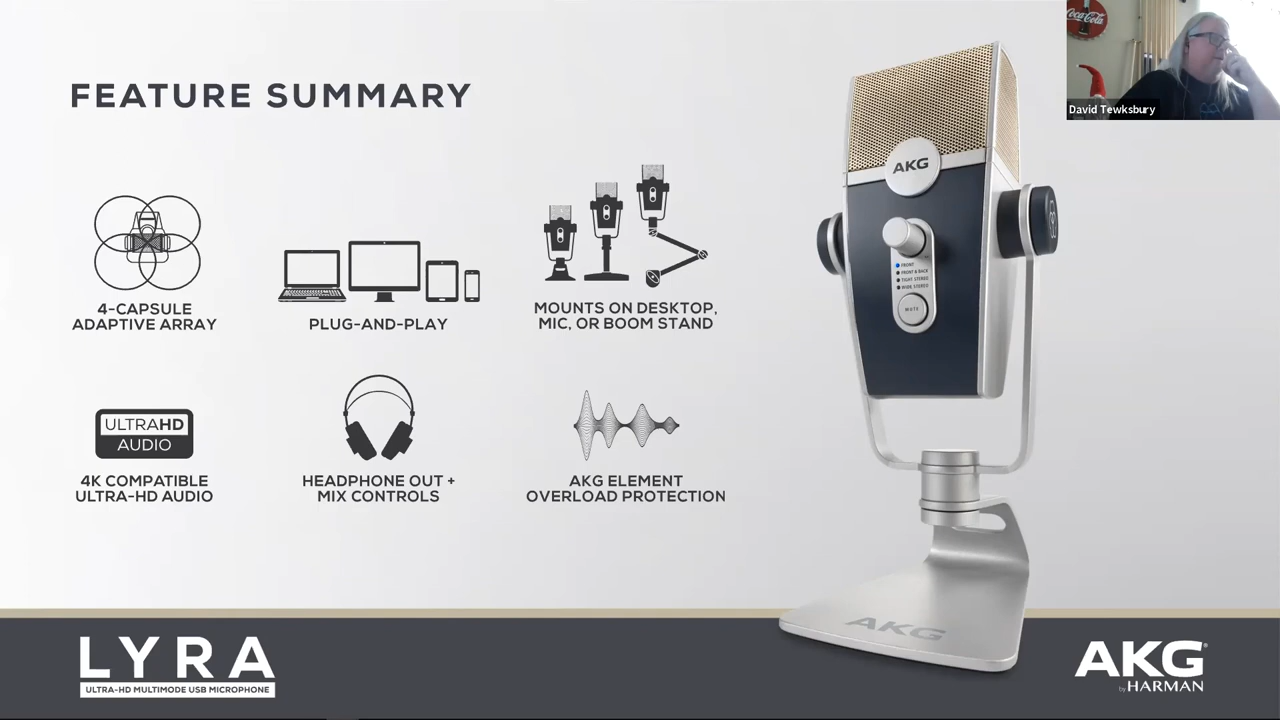 FEATURE SUMMARY
Coca-Cola
David Tewksbury
4-CAPSULE
ADAPTIVE ARRAY
PLUG-AND-PLAY
MOUNTS ON DESKTOP,
MIC, OR BOOM STAND
ULTRAHD
AUDIO
4K COMPATIBLE
ULTRA-HD AUDIO
HEADPHONE OUT +
MIX CONTROLS
AKG ELEMENT
OVERLOAD PROTECTION
AKG
FRONT
FRONT & BACK
TIGHT STEREO
WIDE STEREO
MUTE
AKG
LYRA
ULTRA-HD MULTIMODE USB MICROPHONE
AKG®
by HARMAN